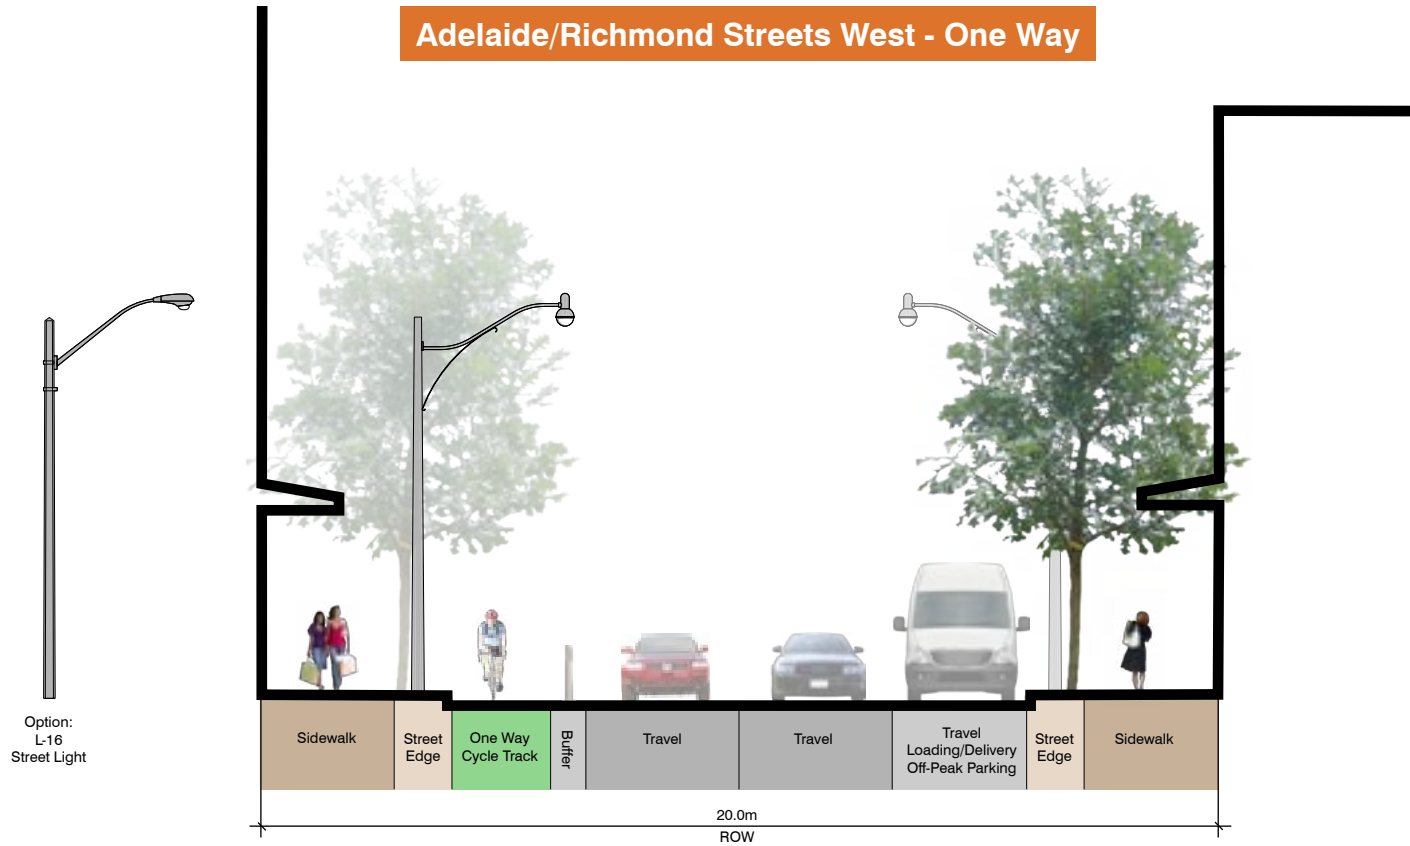 Adelaide/Richmond Streets West - One Way
Option:
L-16
Street Light
Sidewalk
Street
Edge
One Way
Cycle Track
Buffer
Travel
Travel
Travel
Loading/Delivery
Off-Peak Parking
Street
Edge
Sidewalk
20.0m
ROW